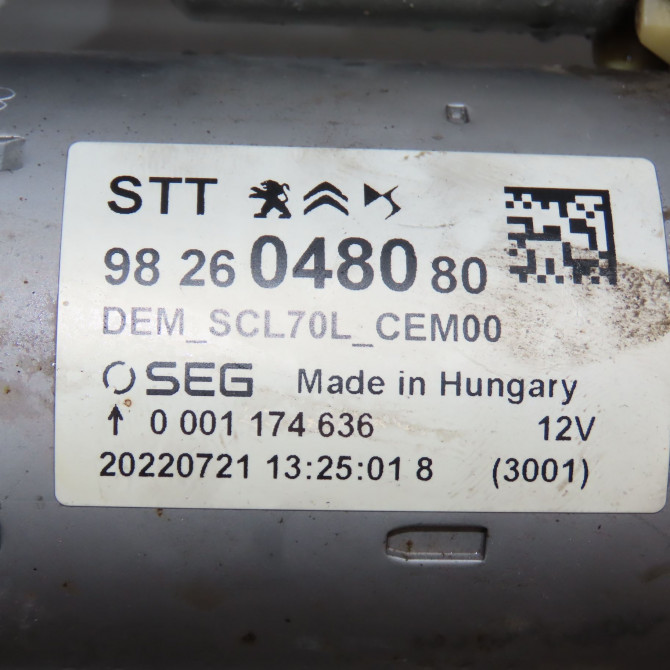 STT
98 26 0480 80
DEM_SCL70L_CEM00
SEG Made in Hungary
↑ 0 001 174 636 12V
20220721 13:25:01 8 (3001)